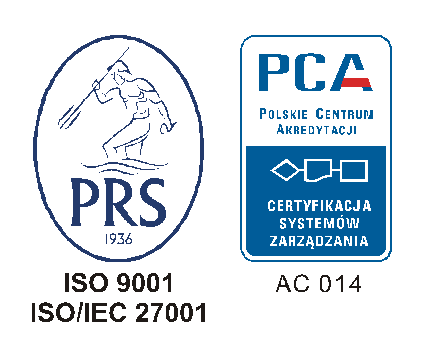 PRS
1936
ISO 9001
ISO/IEC 27001
PCA
POLSKIE CENTRUM
AKREDYTACJI
CERTYFIKACJA
SYSTEMÓW
ZARZĄDZANIA
AC 014